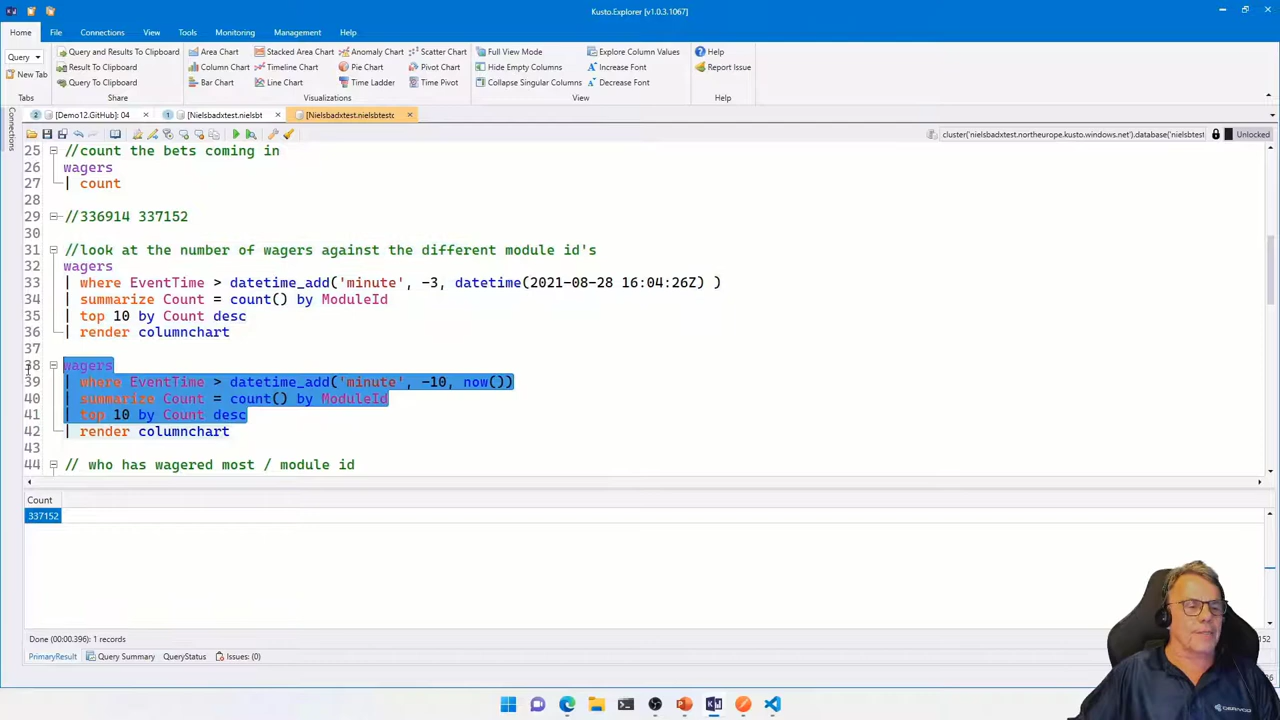 Kusto.Explorer [v1.0.3.1067]
Home File Connections View Tools Monitoring Management Help
Query
New Tab
Tabs
Query and Results To Clipboard
Result To Clipboard
Query To Clipboard
Share
Area Chart Stacked Area Chart Anomaly Chart Scatter Chart
Column Chart Timeline Chart Pie Chart Pivot Chart
Bar Chart Line Chart Time Ladder Time Pivot
Visualizations
Full View Mode Explore Column Values
Hide Empty Columns Increase Font
Collapse Singular Columns Decrease Font
View
Help
Report Issue
Help
Connections
2 [Demo12.GitHub]: 04
1 [Nielsbadxtest.nielsbt
[Nielsbadxtest.nielsbtestc
cluster('nielsbadxtest.northeurope.kusto.windows.net').database('nielsbtest Unlocked
25 //count the bets coming in
26 wagers
27 | count
28
29 //336914 337152
30
31 //look at the number of wagers against the different module id's
32 wagers
33 | where EventTime > datetime_add('minute', -3, datetime(2021-08-28 16:04:26Z) )
34 | summarize Count = count() by ModuleId
35 | top 10 by Count desc
36 | render columnchart
37
38 wagers
39 | where EventTime > datetime_add('minute', -10, now())
40 | summarize Count = count() by ModuleId
41 | top 10 by Count desc
42 | render columnchart
43
44 // who has wagered most / module id
Count
337152
Done (00:00.396): 1 records
PrimaryResult Query Summary QueryStatus Issues: (0)